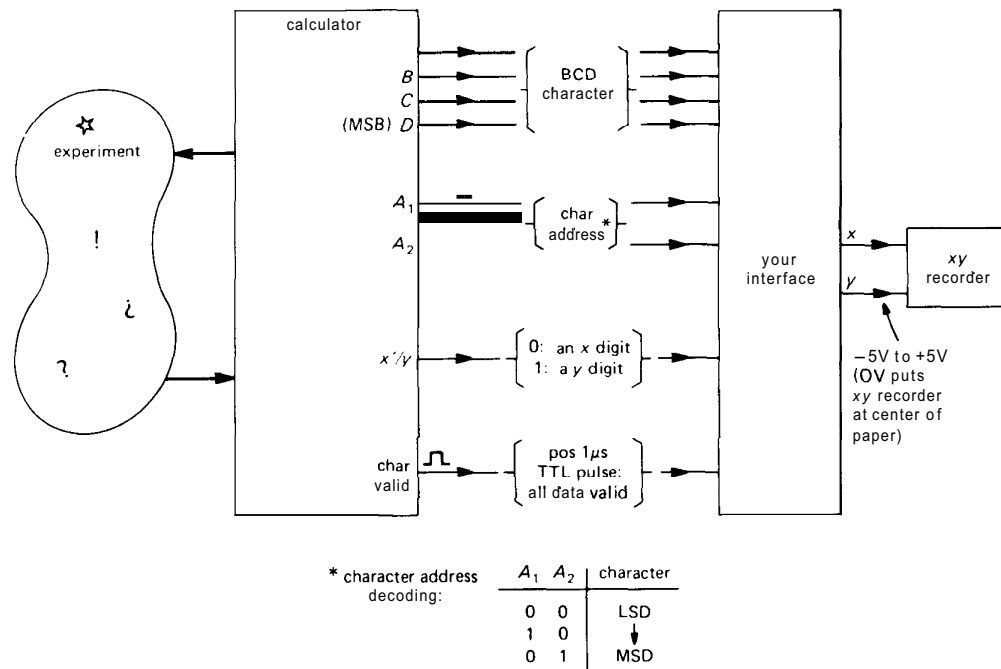 calculator
B
C
(MSB) D
BCD
character
☆
experiment
!
¿
?
A₁
A₂
char
address *
x'/y
0: an x digit
1: a y digit
char
valid
pos 1μs
TTL pulse:
all data valid
your
interface
x
y
xy
recorder
−5V to +5V
(0V puts
xy recorder
at center of
paper)
* character address
decoding:
A₁ A₂ character
0 0 LSD
1 0
0 1 MSD